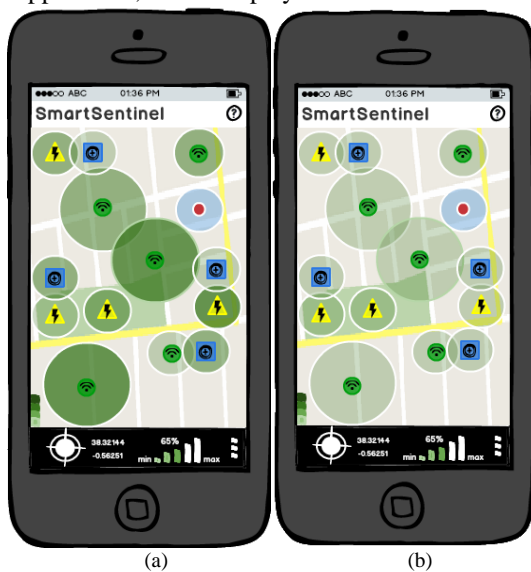 ●●●○○ ABC 01:36 PM
SmartSentinel ?
38.32144
-0.56251
65%
min max
●●●○○ ABC 01:36 PM
SmartSentinel ?
38.32144
-0.56251
65%
min max
(a) (b)